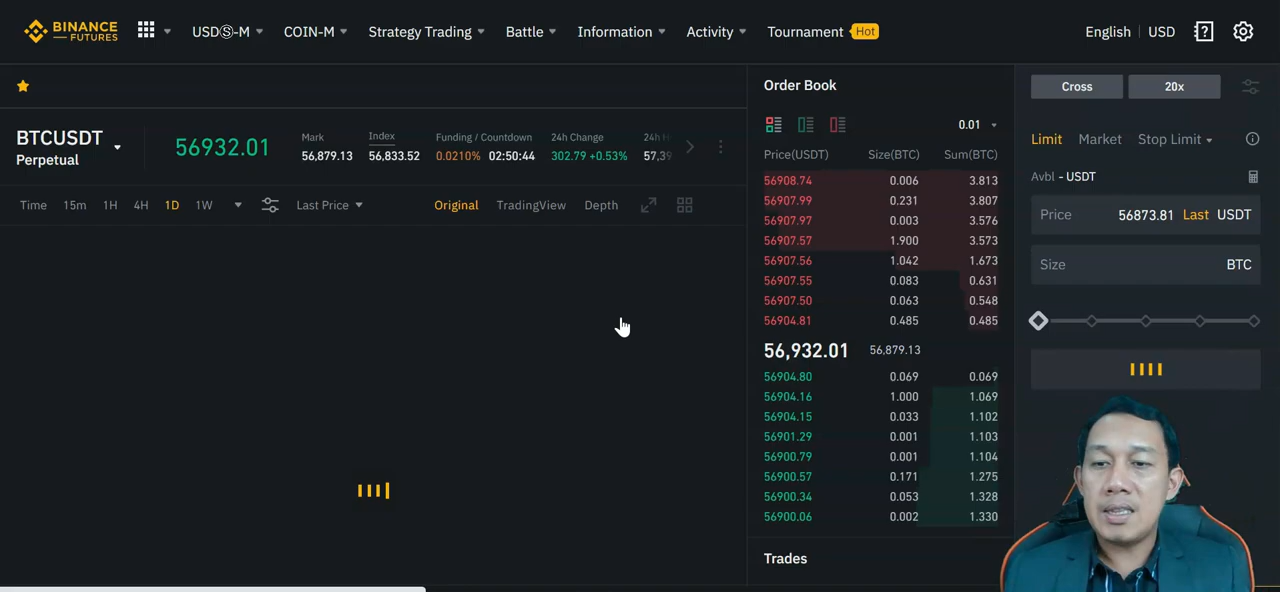 BINANCE
FUTURES
USDⓈ-M
COIN-M
Strategy Trading
Battle
Information
Activity
Tournament Hot
English | USD
BTCUSDT
Perpetual
56932.01
Mark
56,879.13
Index
56,833.52
Funding / Countdown
0.0210% 02:50:44
24h Change
302.79 +0.53%
24h
57,39
Time 15m 1H 4H 1D 1W Last Price Original TradingView Depth
Order Book
0.01
Price(USDT) Size(BTC) Sum(BTC)
56908.74 0.006 3.813
56907.99 0.231 3.807
56907.97 0.003 3.576
56907.57 1.900 3.573
56907.56 1.042 1.673
56907.55 0.083 0.631
56907.50 0.063 0.548
56904.81 0.485 0.485
56,932.01 56,879.13
56904.80 0.069 0.069
56904.16 1.000 1.069
56904.15 0.033 1.102
56901.29 0.001 1.103
56900.79 0.001 1.104
56900.57 0.171 1.275
56900.34 0.053 1.328
56900.06 0.002 1.330
Trades
Cross 20x
Limit Market Stop Limit
Avbl - USDT
Price 56873.81 Last USDT
Size BTC